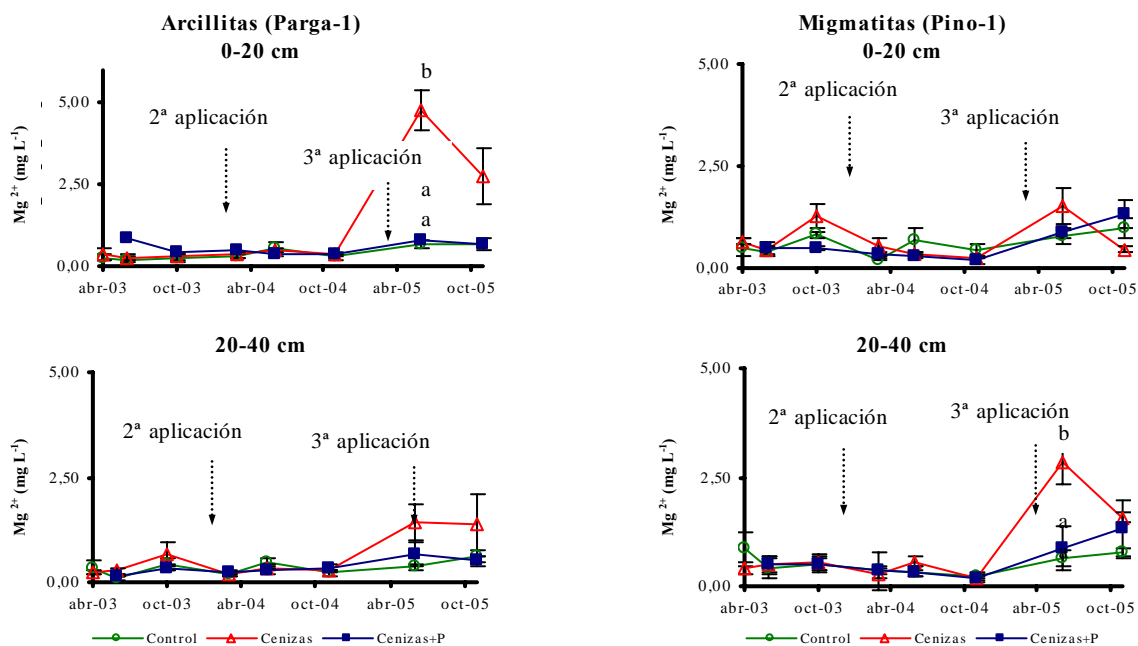 Arcillitas (Parga-1)
0-20 cm
Mg 2+ (mg L-1)
5,00
2,50
0,00
2ª aplicación
3ª aplicación
b
a
a
abr-03 oct-03 abr-04 oct-04 abr-05 oct-05
Migmatitas (Pino-1)
0-20 cm
Mg 2+ (mg L-1)
5,00
2,50
0,00
2ª aplicación
3ª aplicación
abr-03 oct-03 abr-04 oct-04 abr-05 oct-05
20-40 cm
Mg 2+ (mg L-1)
5,00
2,50
0,00
2ª aplicación
3ª aplicación
abr-03 oct-03 abr-04 oct-04 abr-05 oct-05
Control Cenizas Cenizas+P
20-40 cm
Mg 2+ (mg L-1)
5,00
2,50
0,00
2ª aplicación
3ª aplicación
b
a
abr-03 oct-03 abr-04 oct-04 abr-05 oct-05
Control Cenizas Cenizas+P